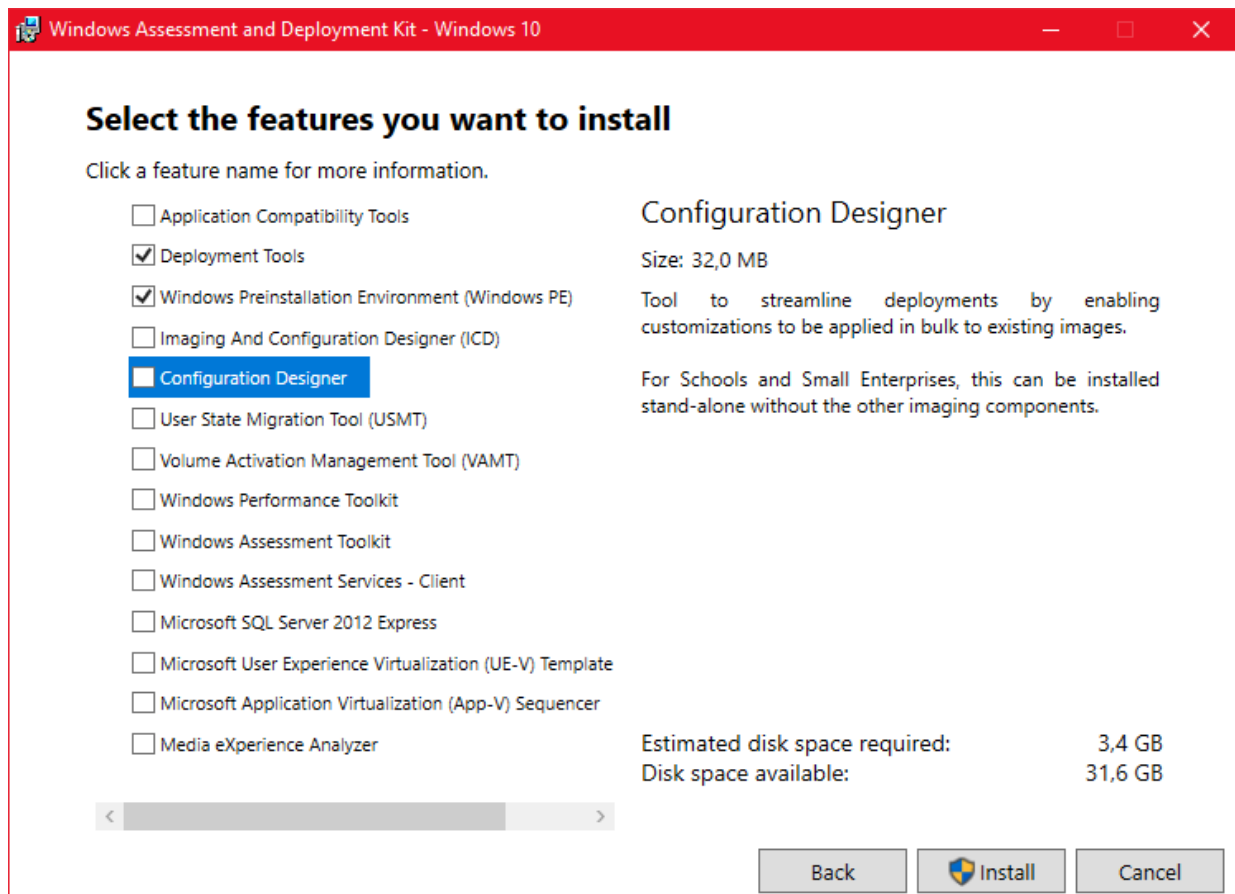 Windows Assessment and Deployment Kit - Windows 10
Select the features you want to install
Click a feature name for more information.
Application Compatibility Tools
Deployment Tools
Windows Preinstallation Environment (Windows PE)
Imaging And Configuration Designer (ICD)
Configuration Designer
User State Migration Tool (USMT)
Volume Activation Management Tool (VAMT)
Windows Performance Toolkit
Windows Assessment Toolkit
Windows Assessment Services - Client
Microsoft SQL Server 2012 Express
Microsoft User Experience Virtualization (UE-V) Template
Microsoft Application Virtualization (App-V) Sequencer
Media eXperience Analyzer
Configuration Designer
Size: 32,0 MB
Tool to streamline deployments by enabling
customizations to be applied in bulk to existing images.
For Schools and Small Enterprises, this can be installed
stand-alone without the other imaging components.
Estimated disk space required: 3,4 GB
Disk space available: 31,6 GB
Back Install Cancel